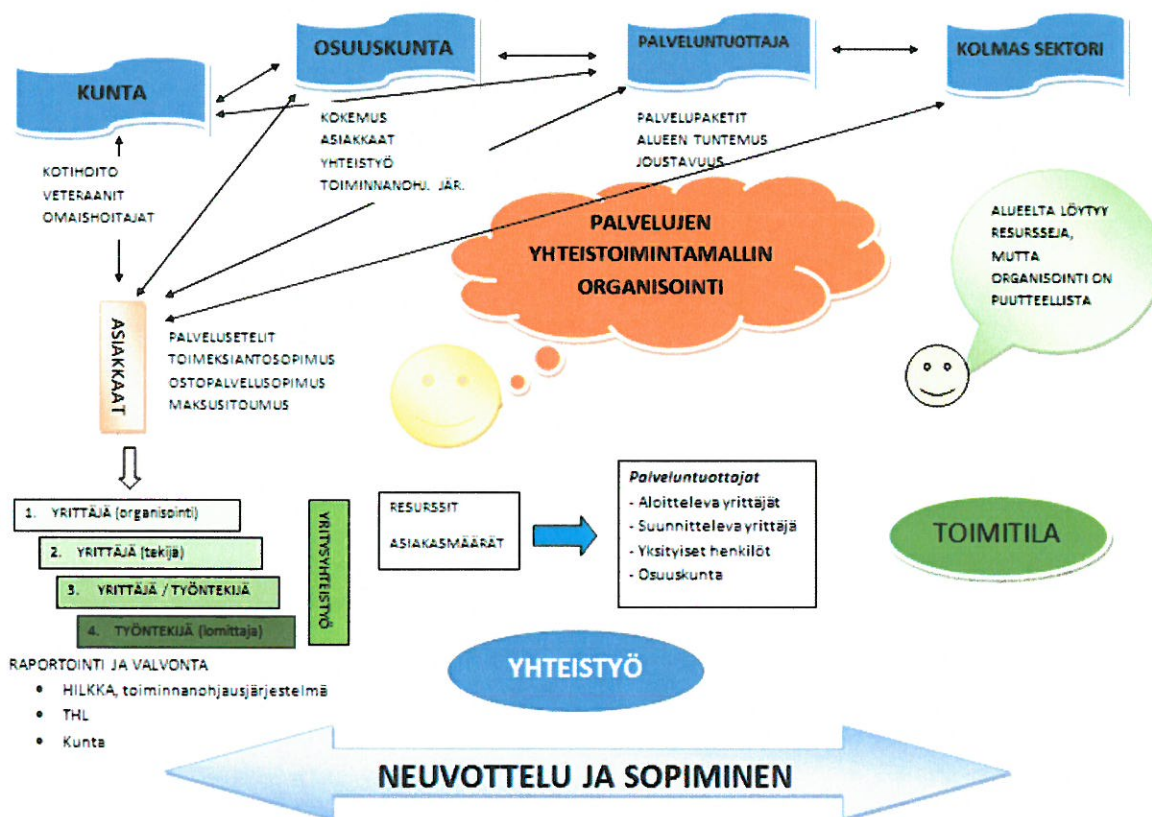 KUNTA
OSUUSKUNTA
PALVELUNTUOTTAJA
KOLMAS SEKTORI
KOTIHOITO
VETERAANIT
OMAISHOITAJAT
KOKEMUS
ASIAKKAAT
YHTEISTYÖ
TOIMINNANOHJ. JÄR.
PALVELUPAKETIT
ALUEEN TUNTEMUS
JOUSTAVUUS
PALVELUJEN
YHTEISTOIMINTAMALLIN
ORGANISOINTI
ALUEELTA LÖYTYY
RESURSSEJA,
MUTTA
ORGANISOINTI ON
PUUTTEELLISTA
ASIAKKAAT
PALVELUSETELIT
TOIMEKSIANTOSOPIMUS
OSTOPALVELUSOPIMUS
MAKSUSITOUMUS
1. YRITTÄJÄ (organisointi)
2. YRITTÄJÄ (tekijä)
3. YRITTÄJÄ / TYÖNTEKIJÄ
4. TYÖNTEKIJÄ (lomittaja)
YRITYSYHTEISTYÖ
RESURSSIT
ASIAKASMÄÄRÄT
Palveluntuottajat
- Aloitteleva yrittäjät
- Suunnitteleva yrittäjä
- Yksityiset henkilöt
- Osuuskunta
TOIMITILA
YHTEISTYÖ
RAPORTOINTI JA VALVONTA
• HILKKA, toiminnanohjausjärjestelmä
• THL
• Kunta
NEUVOTTELU JA SOPIMINEN